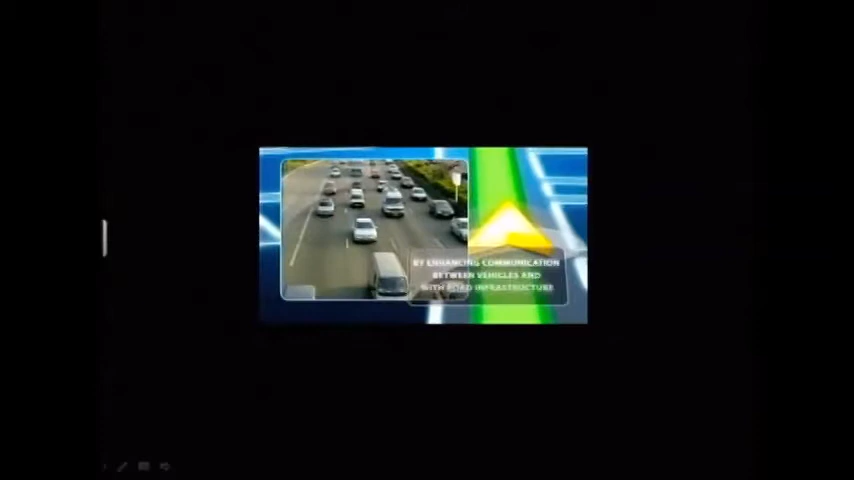 BY ENHANCING COMMUNICATION
BETWEEN VEHICLES AND
WITH ROAD INFRASTRUCTURE